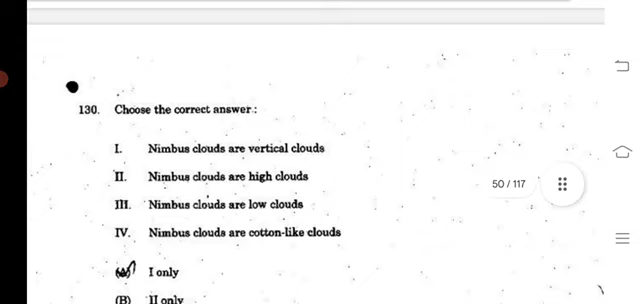 130. Choose the correct answer :
I. Nimbus clouds are vertical clouds
II. Nimbus clouds are high clouds
50 / 117
III. Nimbus clouds are low clouds
IV. Nimbus clouds are cotton-like clouds
I only
(B) II only